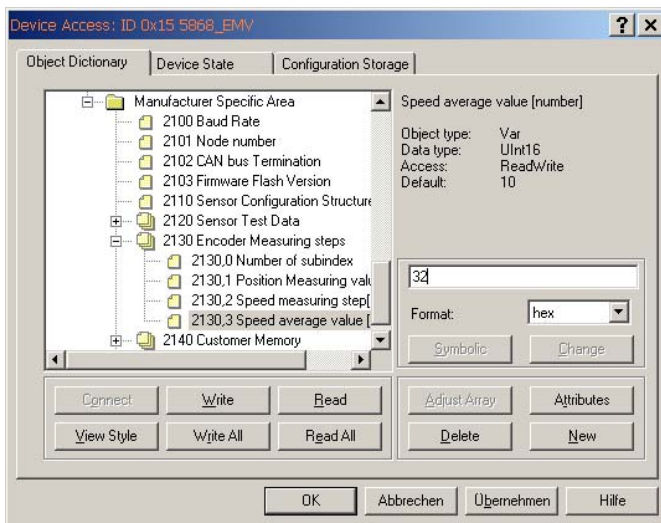 Device Access: ID 0x15 5868_EMV
Object Dictionary
Device State
Configuration Storage
Manufacturer Specific Area
2100 Baud Rate
2101 Node number
2102 CAN bus Termination
2103 Firmware Flash Version
2110 Sensor Configuration Structure
2120 Sensor Test Data
2130 Encoder Measuring steps
2130,0 Number of subindex
2130,1 Position Measuring valu
2130,2 Speed measuring step[
2130,3 Speed average value [
2140 Customer Memory
Speed average value [number]
Object type: Var
Data type: UInt16
Access: ReadWrite
Default: 10
32
Format: hex
Symbolic
Change
Connect
Write
Read
View Style
Write All
Read All
Adjust Array
Attributes
Delete
New
OK
Abbrechen
Übernehmen
Hilfe